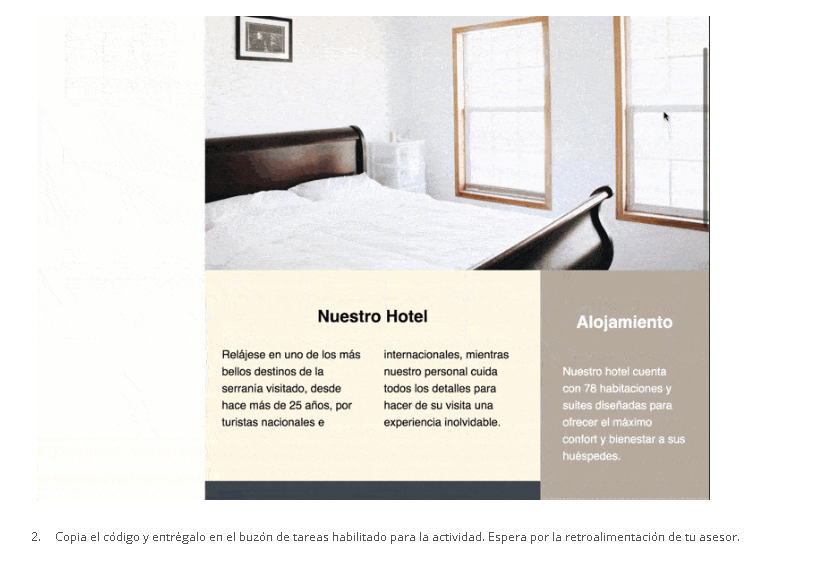 Nuestro Hotel
Relájese en uno de los más
bellos destinos de la
serranía visitado, desde
hace más de 25 años, por
turistas nacionales e
internacionales, mientras
nuestro personal cuida
todos los detalles para
hacer de su visita una
experiencia inolvidable.
Alojamiento
Nuestro hotel cuenta
con 78 habitaciones y
suites diseñadas para
ofrecer el máximo
confort y bienestar a sus
huéspedes.
2. Copia el código y entrégalo en el buzón de tareas habilitado para la actividad. Espera por la retroalimentación de tu asesor.